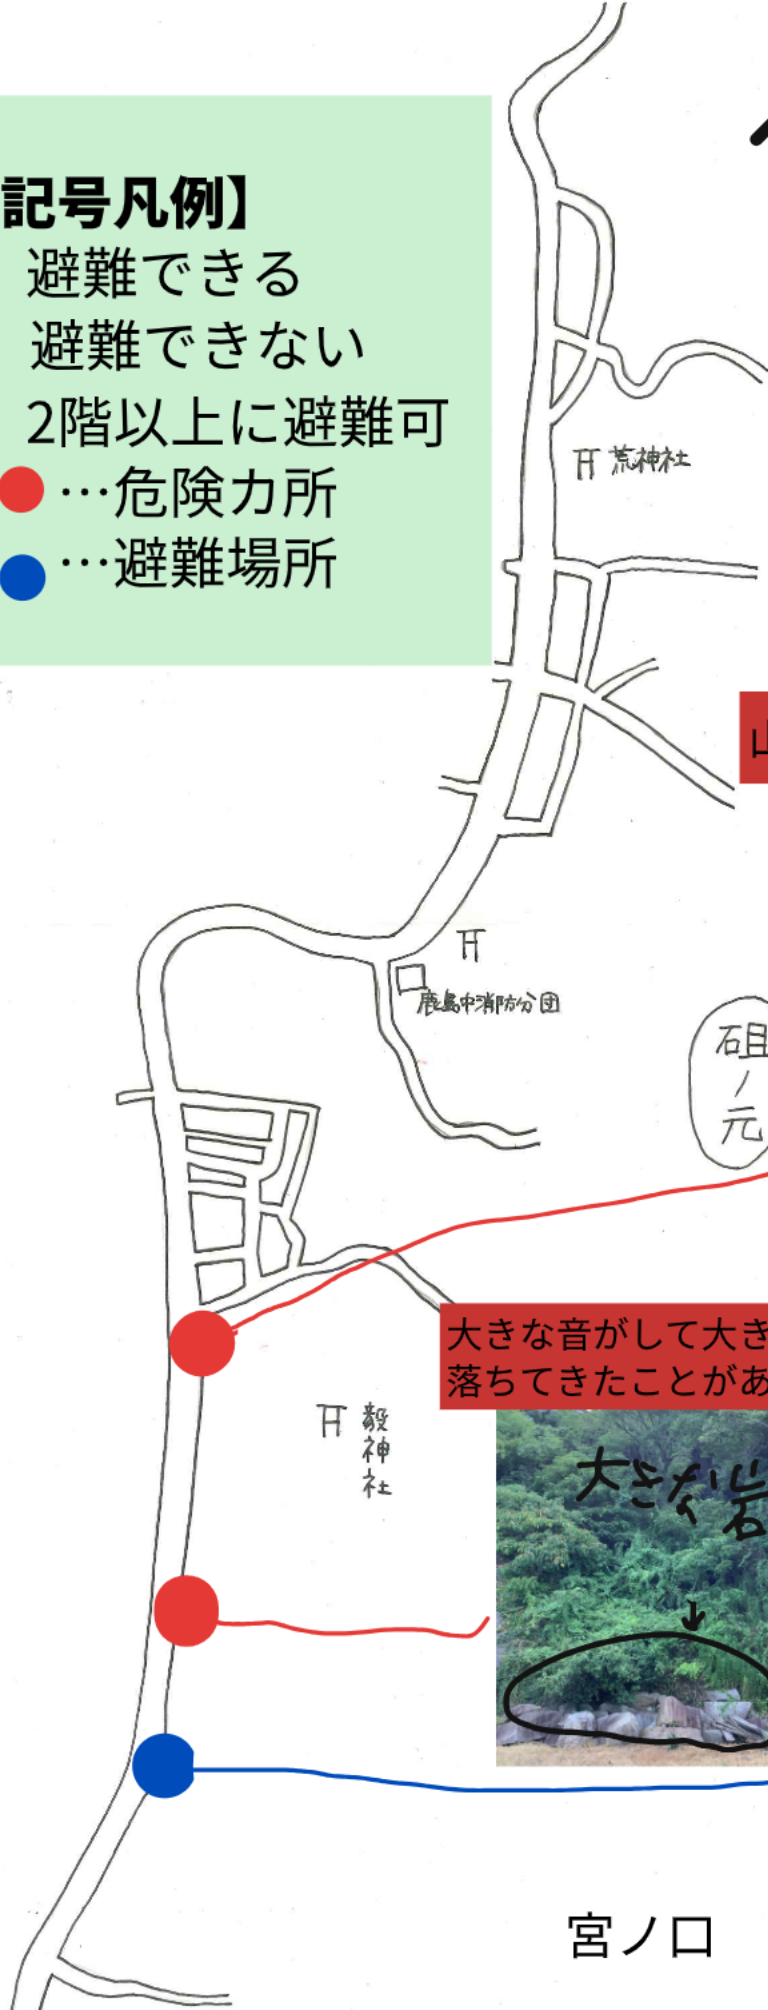 記号凡例】
避難できる
避難できない
2階以上に避難可
…危険カ所
…避難場所
荒神社
山
鹿島中消防分団
砠ノ元
大きな音がして大き
落ちてきたことがあ
毅神社
大きな岩
宮ノ口